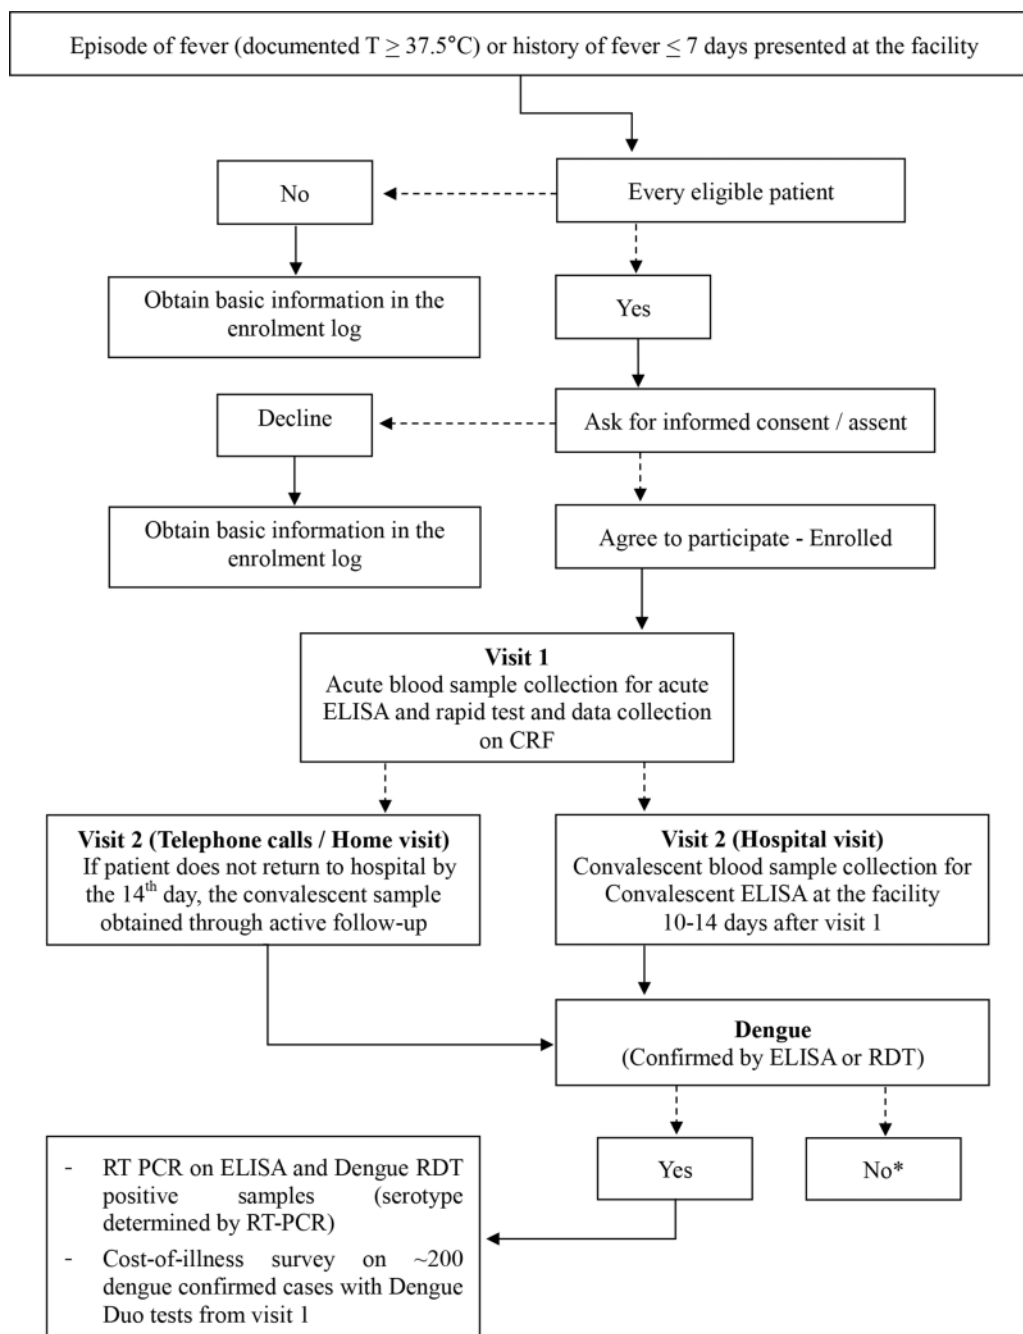 Episode of fever (documented T ≥ 37.5°C) or history of fever ≤ 7 days presented at the facility
No
Every eligible patient
Obtain basic information in the
enrolment log
Yes
Decline
Ask for informed consent / assent
Obtain basic information in the
enrolment log
Agree to participate - Enrolled
Visit 1
Acute blood sample collection for acute
ELISA and rapid test and data collection
on CRF
Visit 2 (Telephone calls / Home visit)
If patient does not return to hospital by
the 14th day, the convalescent sample
obtained through active follow-up
Visit 2 (Hospital visit)
Convalescent blood sample collection for
Convalescent ELISA at the facility
10-14 days after visit 1
Dengue
(Confirmed by ELISA or RDT)
Yes
No*
- RT PCR on ELISA and Dengue RDT
positive samples (serotype
determined by RT-PCR)
- Cost-of-illness survey on ~200
dengue confirmed cases with Dengue
Duo tests from visit 1